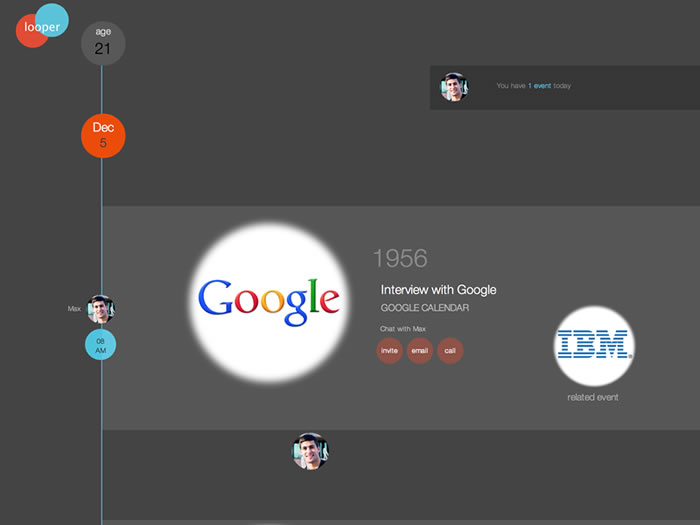 looper
age
21
You have 1 event today
Dec
5
Google
1956
Interview with Google
GOOGLE CALENDAR
Max
Chat with Max
08
AM
invite
email
call
IBM®
related event